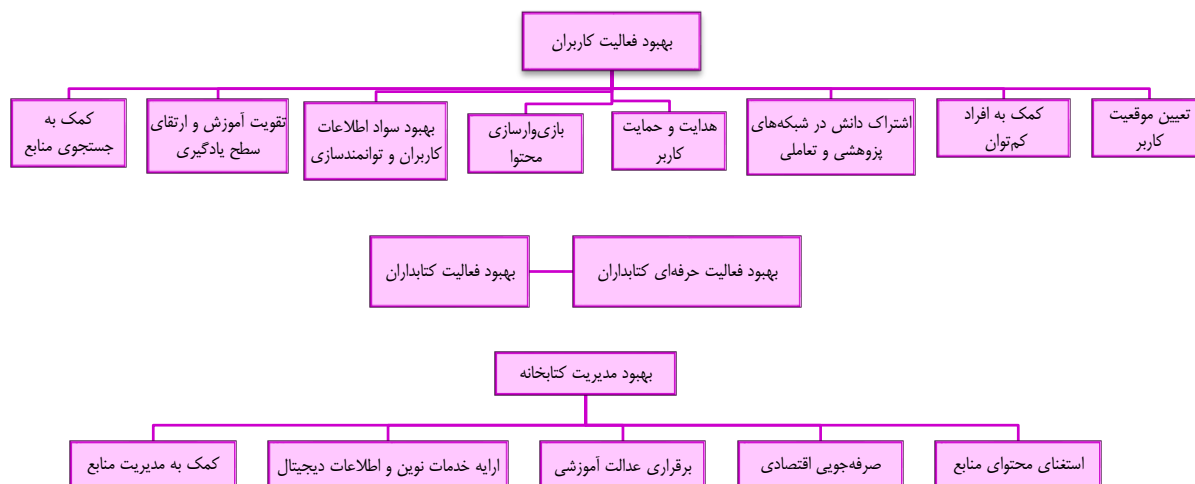 بهبود فعالیت کاربران
تعیین موقعیت
کاربر
کمک به افراد
کم‌توان
اشتراک دانش در شبکه‌های
پزوهشی و تعاملی
هدایت و حمایت
کاربر
بازی‌وارسازی
محتوا
بهبود سواد اطلاعات
کاربران و توانمندسازی
تقویت آموزش و ارتقای
سطح یادگیری
کمک به
جستجوی منابع
بهبود فعالیت حرفه‌ای کتابداران
بهبود فعالیت کتابداران
بهبود مدیریت کتابخانه
استغنای محتوای منابع
صرفه‌جویی اقتصادی
برقراری عدالت آموزشی
ارایه خدمات نوین و اطلاعات دیجیتال
کمک به مدیریت منابع